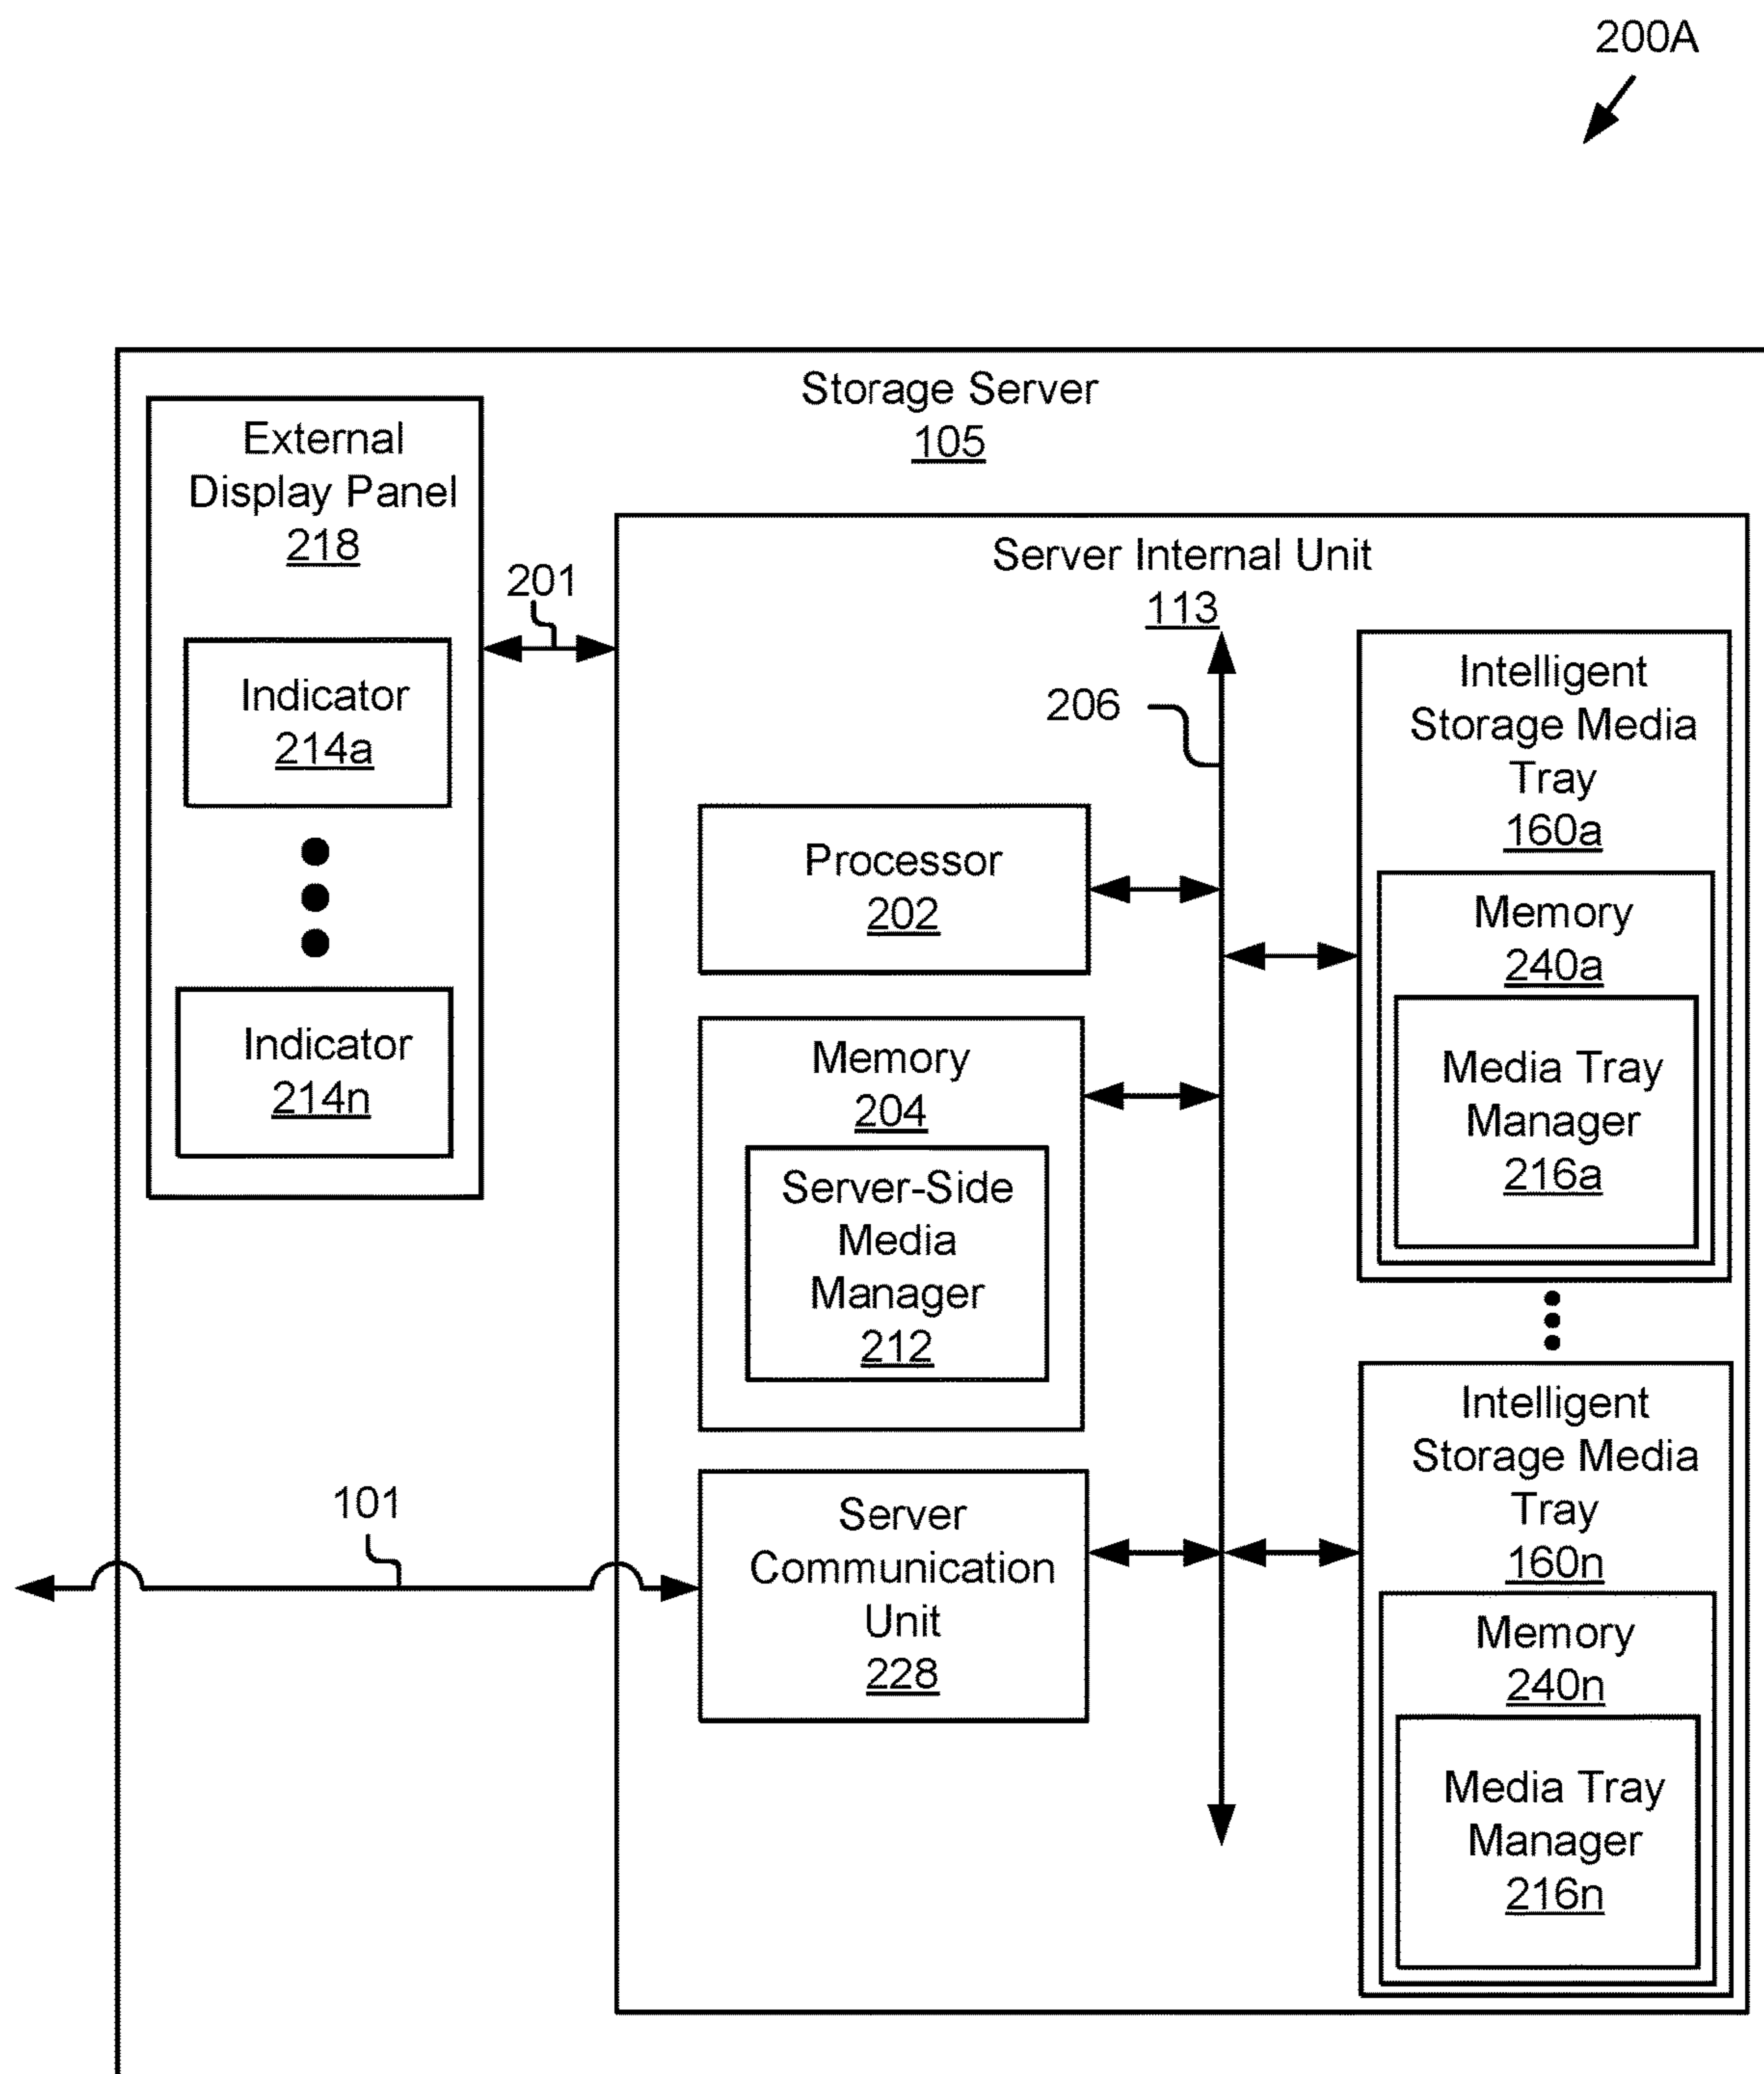 200A
Storage Server
105
External
Display Panel
218
201
Indicator
214a
Indicator
214n
Server Internal Unit
113
206
Processor
202
Memory
204
Server-Side
Media
Manager
212
101
Server
Communication
Unit
228
Intelligent
Storage Media
Tray
160a
Memory
240a
Media Tray
Manager
216a
Intelligent
Storage Media
Tray
160n
Memory
240n
Media Tray
Manager
216n